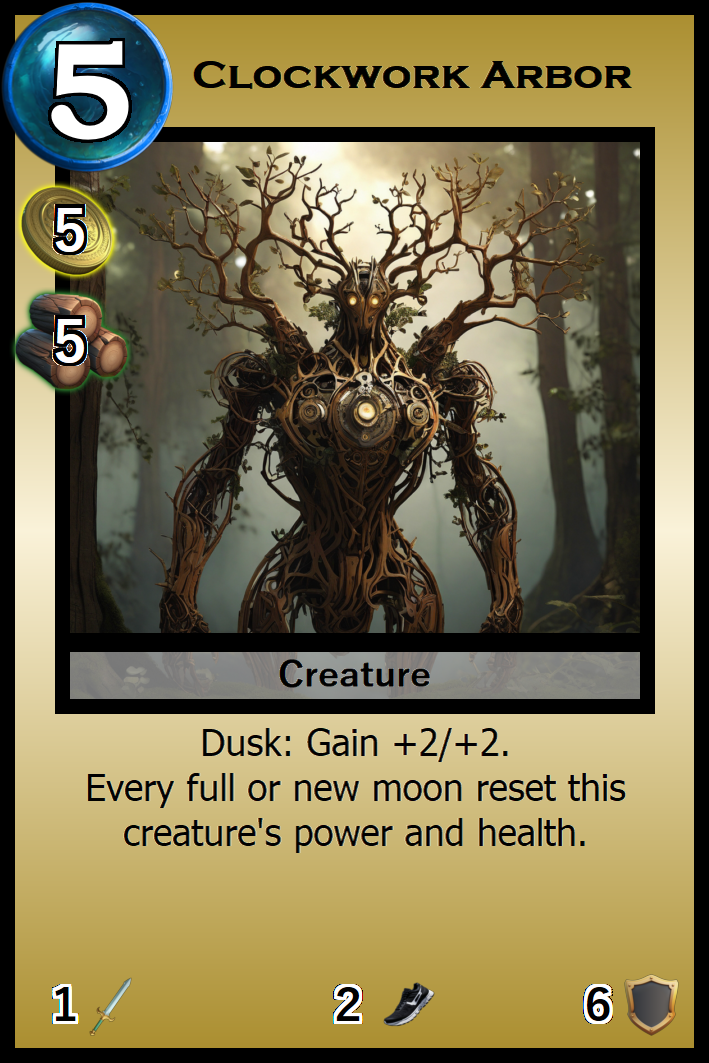 5
Clockwork Arbor
5
5
Creature
Dusk: Gain +2/+2.
Every full or new moon reset this
creature's power and health.
1 2 6